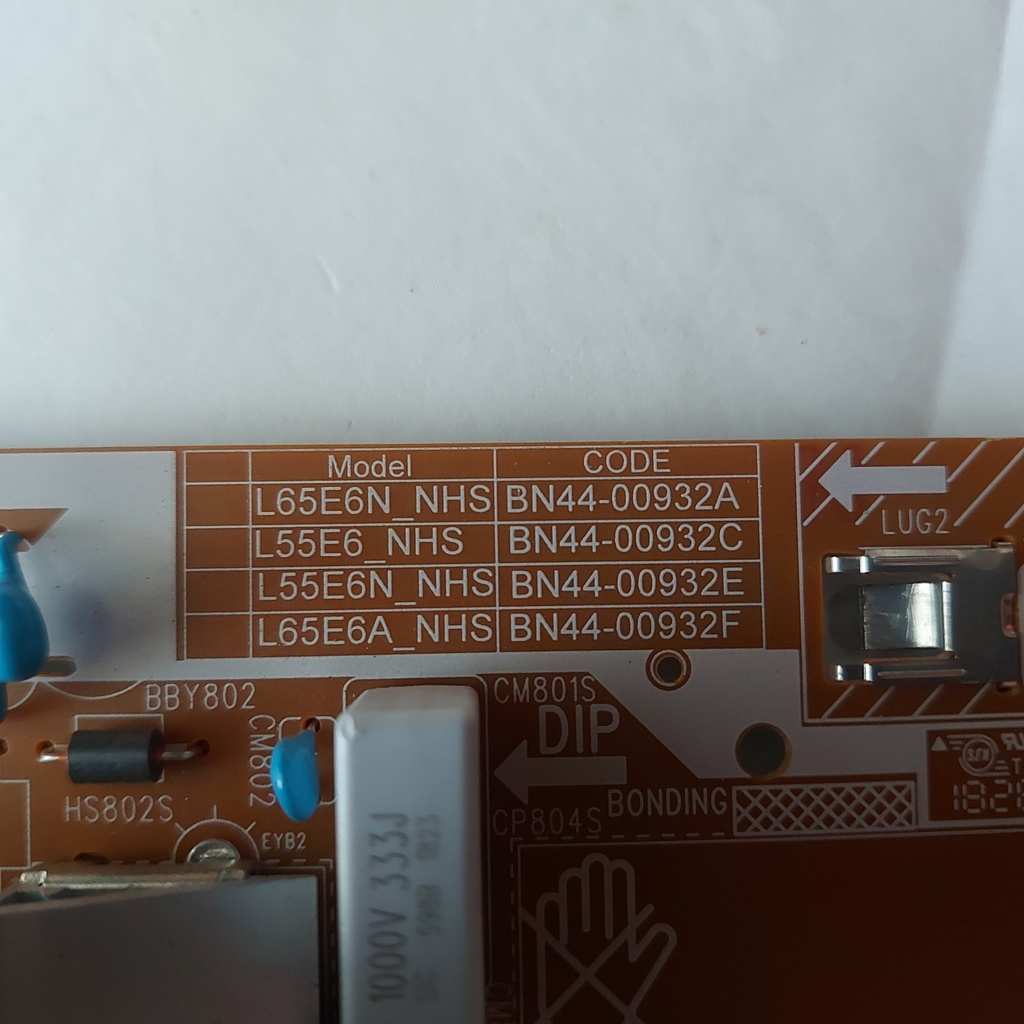 Model CODE
L65E6N_NHS BN44-00932A
L55E6_NHS BN44-00932C
L55E6N_NHS BN44-00932E
L65E6A_NHS BN44-00932F
LUG2
BBY802
CM801S
DIP
CM802
HS802S
BONDING
CP804S
EYB2
1000V 333J